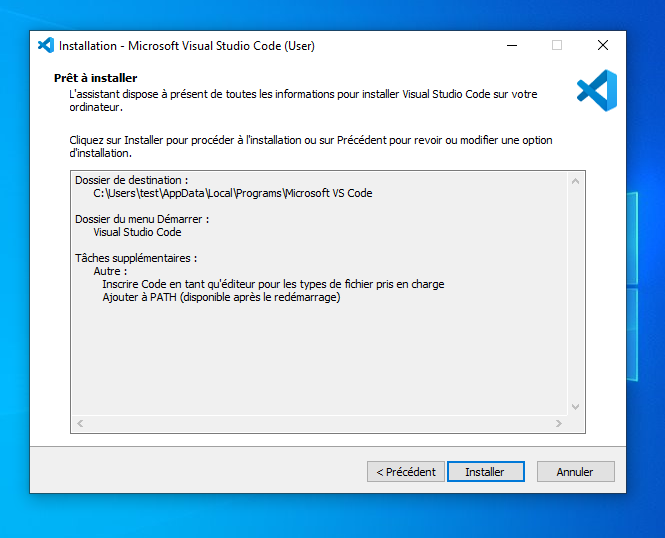 Installation - Microsoft Visual Studio Code (User)
Prêt à installer
L'assistant dispose à présent de toutes les informations pour installer Visual Studio Code sur votre
ordinateur.
Cliquez sur Installer pour procéder à l'installation ou sur Précédent pour revoir ou modifier une option
d'installation.
Dossier de destination :
C:\Users\test\AppData\Local\Programs\Microsoft VS Code
Dossier du menu Démarrer :
Visual Studio Code
Tâches supplémentaires :
Autre :
Inscrire Code en tant qu'éditeur pour les types de fichier pris en charge
Ajouter à PATH (disponible après le redémarrage)
< Précédent
Installer
Annuler